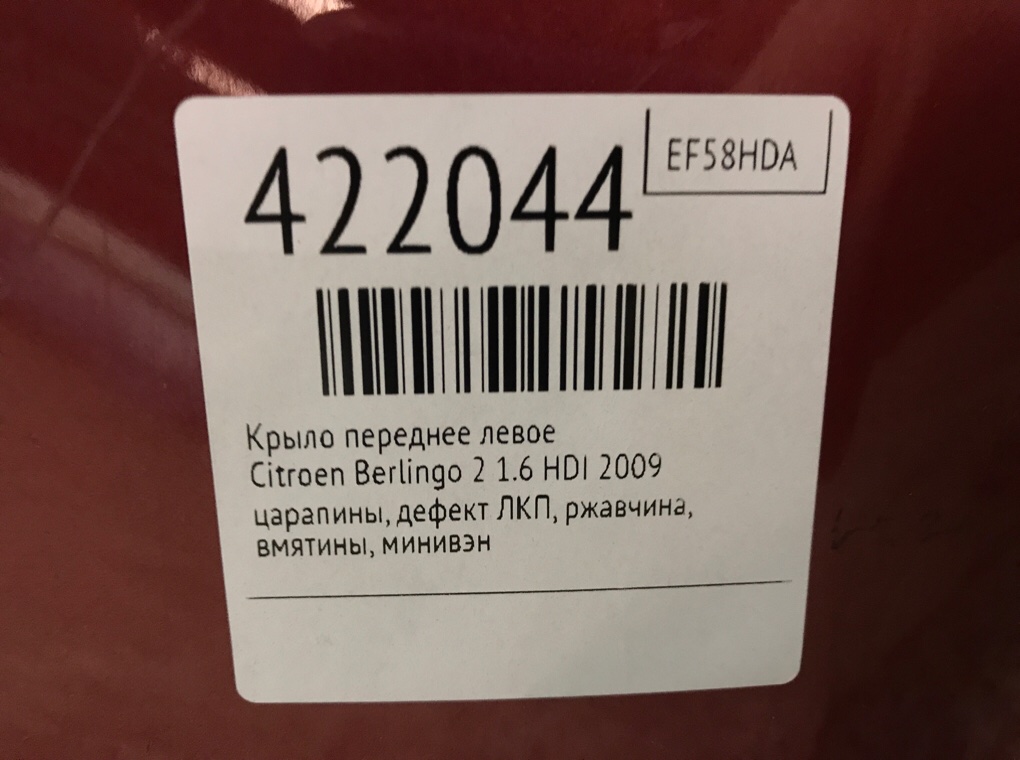 422044
EF58HDA
Крыло переднее левое
Citroen Berlingo 2 1.6 HDI 2009
царапины, дефект ЛКП, ржавчина,
вмятины, минивэн